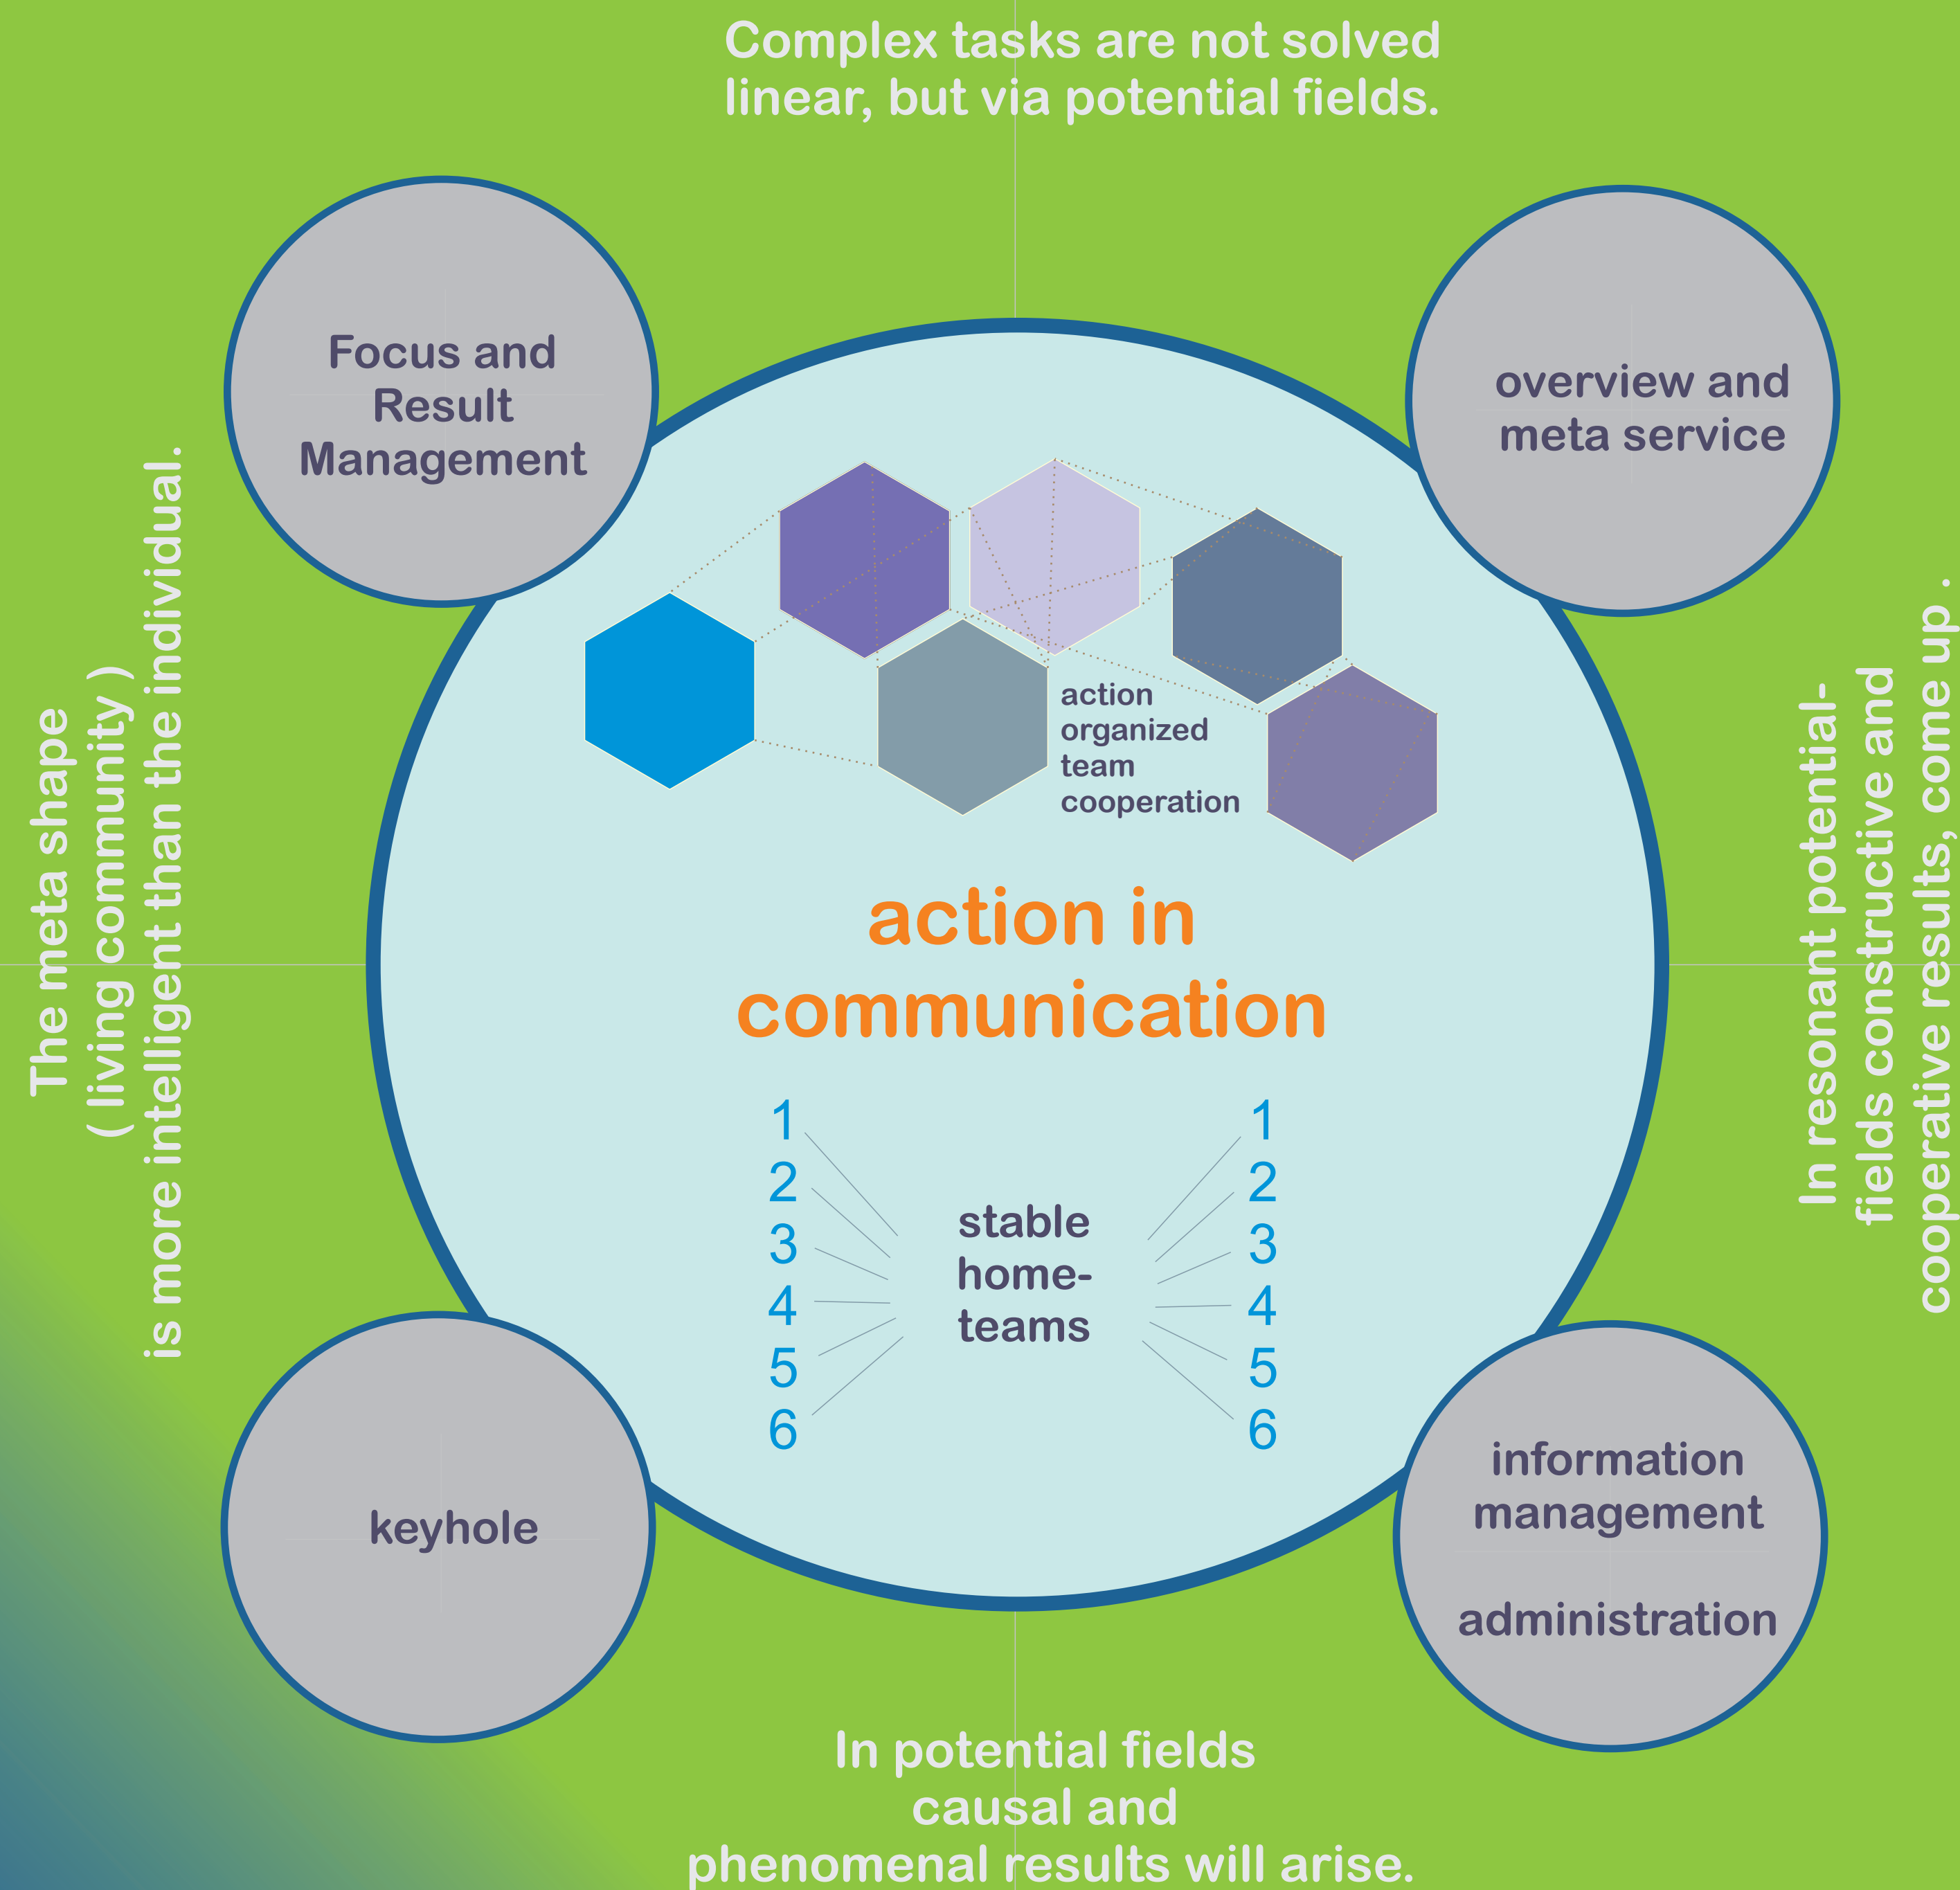 Complex tasks are not solved
linear, but via potential fields.
Focus and
Result
Management
overview and
meta service
The meta shape
( living community )
is more intelligent than the individual.
action
organized
team
cooperation
action in
communication
In resonant potential-
fields constructive and
cooperative results, come up .
1
2
3
4
5
6
stable
home-
teams
1
2
3
4
5
6
keyhole
information
management
administration
In potential fields
causal and
phenomenal results will arise.